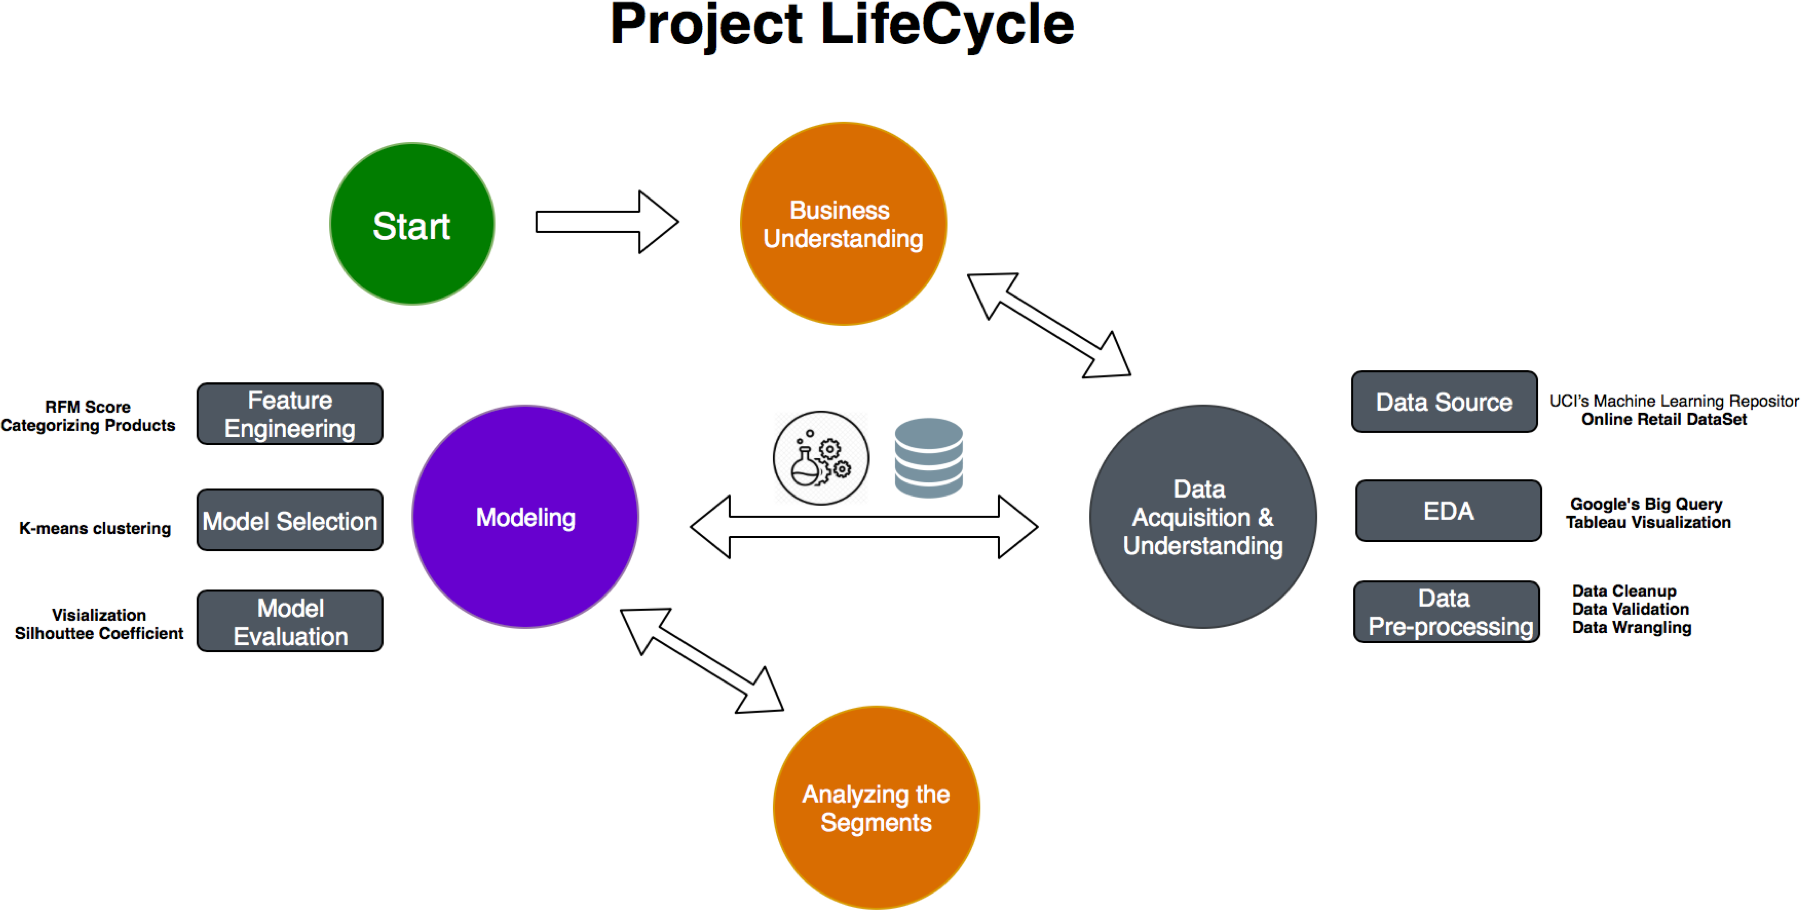 Project LifeCycle
Start
Business
Understanding
RFM Score
Categorizing Products
Feature
Engineering
K-means clustering
Model Selection
Visialization
Silhouttee Coefficient
Model
Evaluation
Modeling
Data
Acquisition &
Understanding
Data Source
UCI's Machine Learning Repositor
Online Retail DataSet
EDA
Google's Big Query
Tableau Visualization
Data
Pre-processing
Data Cleanup
Data Validation
Data Wrangling
Analyzing the
Segments